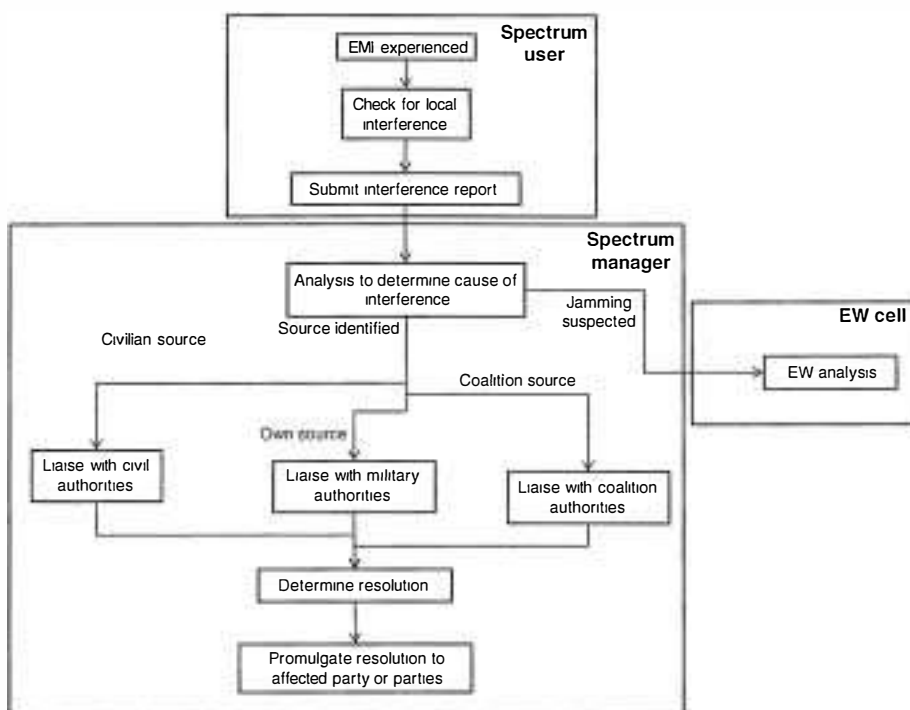 Spectrum
user
EMI experienced
Check for local
interference
Submit interference report
Spectrum
manager
Analysis to determine cause of
interference
Jamming
suspected
EW cell
EW analysis
Source identified
Civilian source
Coalition source
Own source
Liaise with civil
authorities
Liaise with military
authorities
Liaise with coalition
authorities
Determine resolution
Promulgate resolution to
affected party or parties